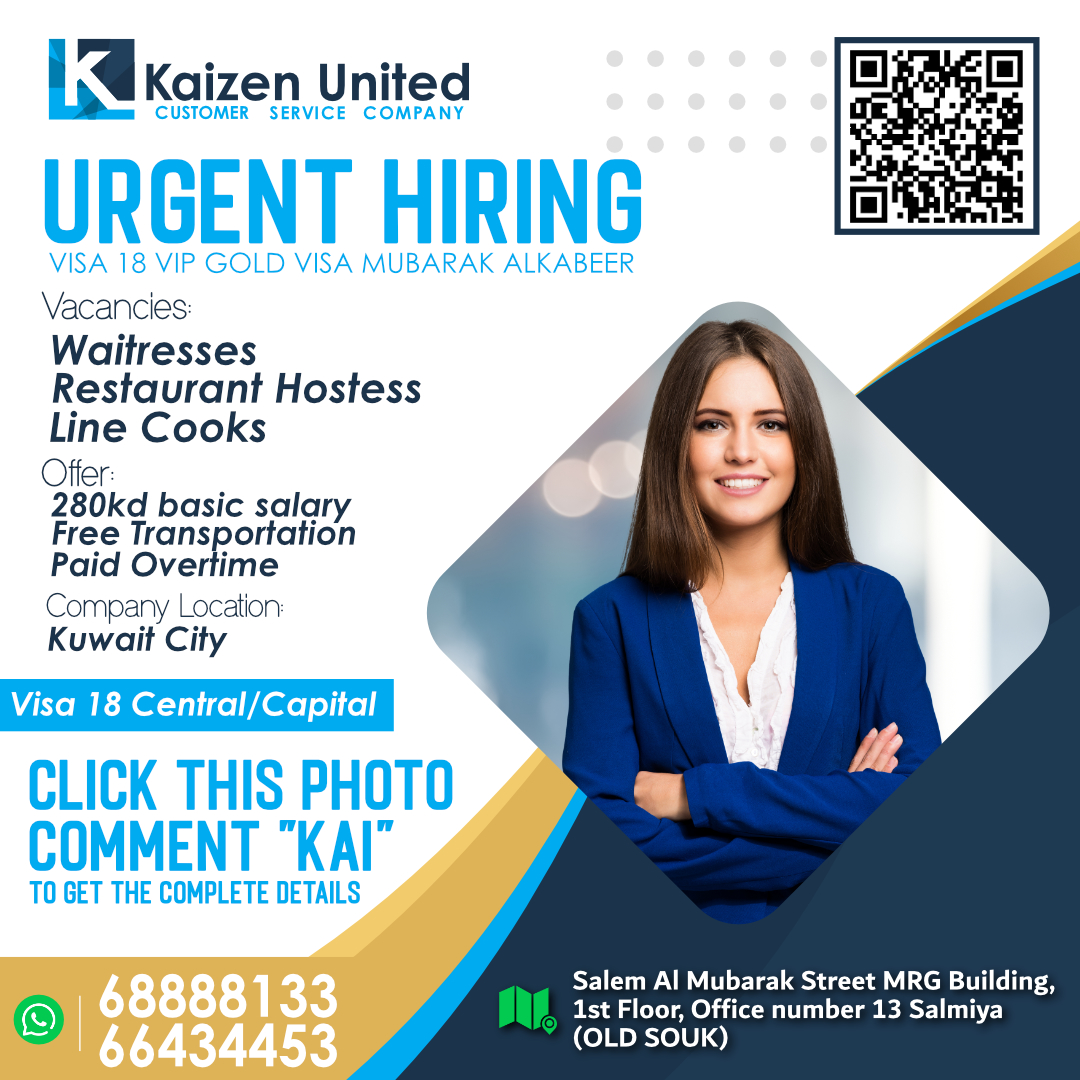 K Kaizen United
CUSTOMER SERVICE COMPANY
URGENT HIRING
VISA 18 VIP GOLD VISA MUBARAK ALKABEER
Vacancies:
Waitresses
Restaurant Hostess
Line Cooks
Offer:
280kd basic salary
Free Transportation
Paid Overtime
Company Location:
Kuwait City
Visa 18 Central/Capital
CLICK THIS PHOTO
COMMENT "KAI"
TO GET THE COMPLETE DETAILS
68888133
66434453
Salem Al Mubarak Street MRG Building,
1st Floor, Office number 13 Salmiya
(OLD SOUK)